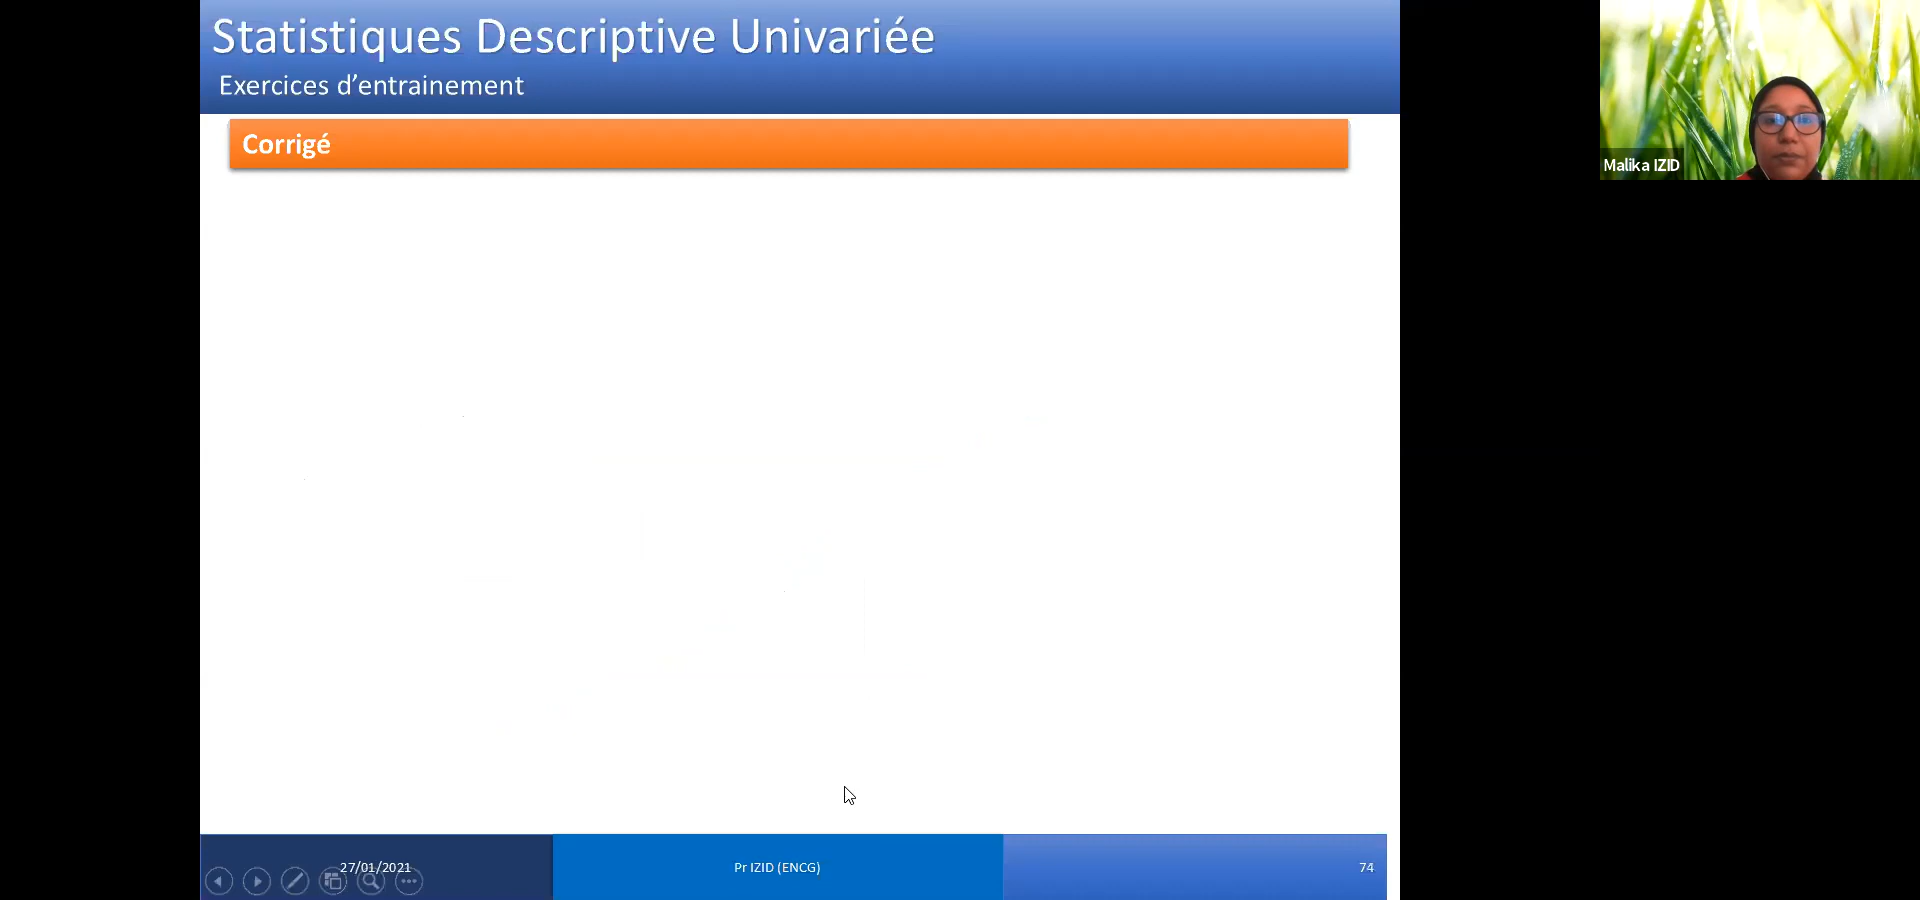 Statistiques Descriptive Univariée
Exercices d’entrainement
Corrigé
Malika IZID
27/01/2021
Pr IZID (ENCG)
74